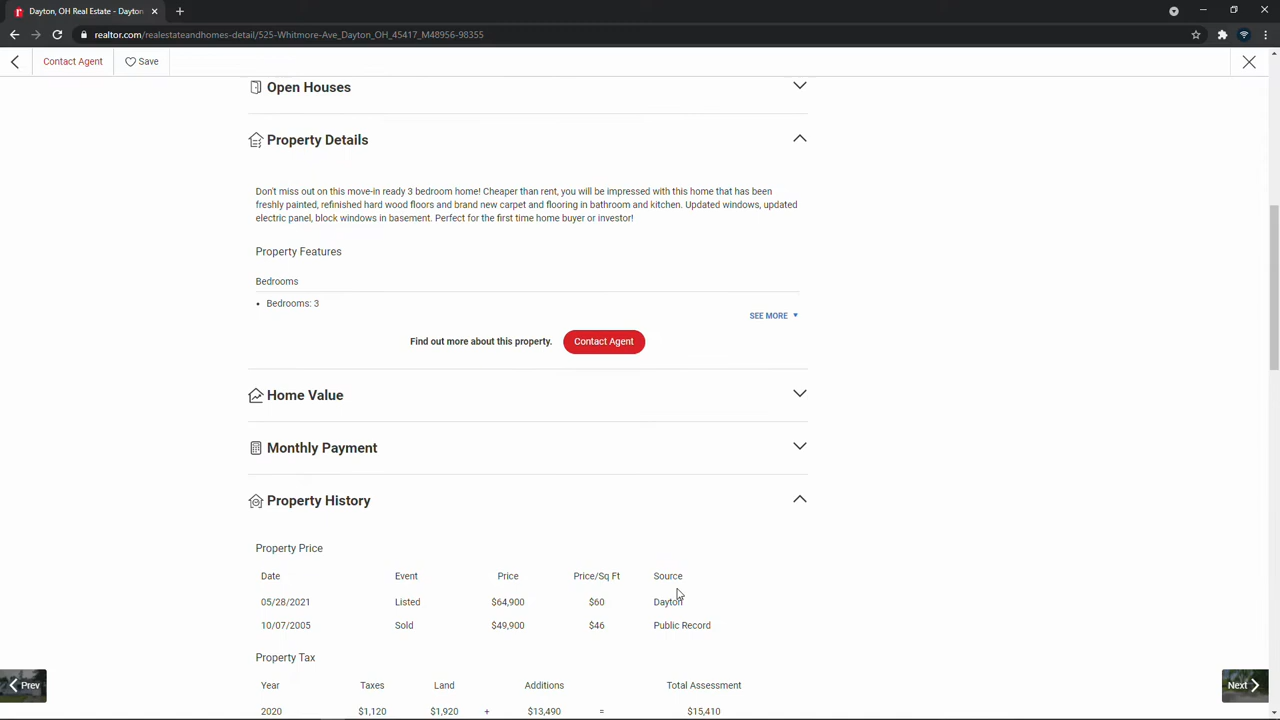 Dayton, OH Real Estate - Dayton
realtor.com/realestateandhomes-detail/525-Whitmore-Ave_Dayton_OH_45417_M48956-98355
Contact Agent
Save
Open Houses
Property Details
Don't miss out on this move-in ready 3 bedroom home! Cheaper than rent, you will be impressed with this home that has been
freshly painted, refinished hard wood floors and brand new carpet and flooring in bathroom and kitchen. Updated windows, updated
electric panel, block windows in basement. Perfect for the first time home buyer or investor!
Property Features
Bedrooms
• Bedrooms: 3
SEE MORE
Find out more about this property. Contact Agent
Home Value
Monthly Payment
Property History
Property Price
Date Event Price Price/Sq Ft Source
05/28/2021 Listed $64,900 $60 Dayton
10/07/2005 Sold $49,900 $46 Public Record
Prev
Next
Property Tax
Year Taxes Land Additions Total Assessment
2020 $1,120 $1,920 + $13,490 = $15,410